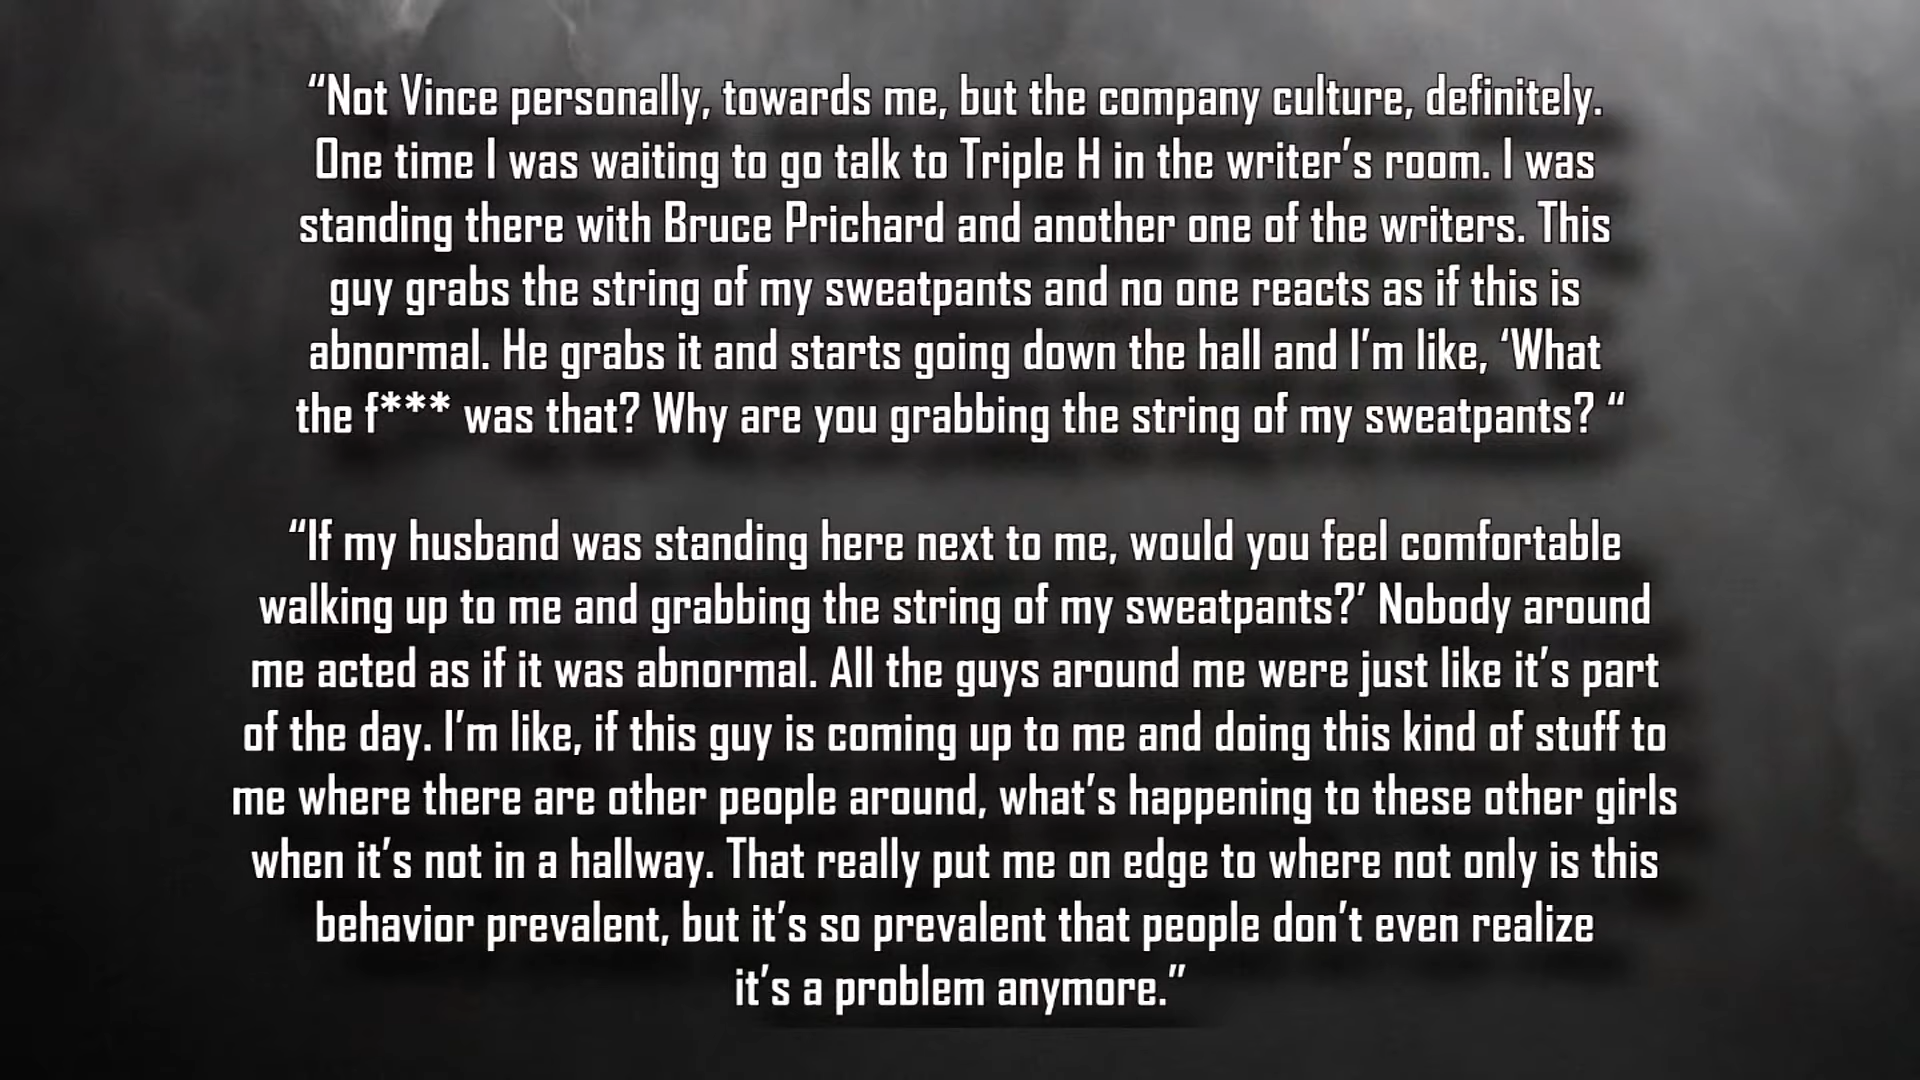 “Not Vince personally, towards me, but the company culture, definitely.
One time I was waiting to go talk to Triple H in the writer’s room. I was
standing there with Bruce Prichard and another one of the writers. This
guy grabs the string of my sweatpants and no one reacts as if this is
abnormal. He grabs it and starts going down the hall and I’m like, ‘What
the f*** was that? Why are you grabbing the string of my sweatpants? “
“If my husband was standing here next to me, would you feel comfortable
walking up to me and grabbing the string of my sweatpants?’ Nobody around
me acted as if it was abnormal. All the guys around me were just like it’s part
of the day. I’m like, if this guy is coming up to me and doing this kind of stuff to
me where there are other people around, what’s happening to these other girls
when it’s not in a hallway. That really put me on edge to where not only is this
behavior prevalent, but it’s so prevalent that people don’t even realize
it’s a problem anymore.”